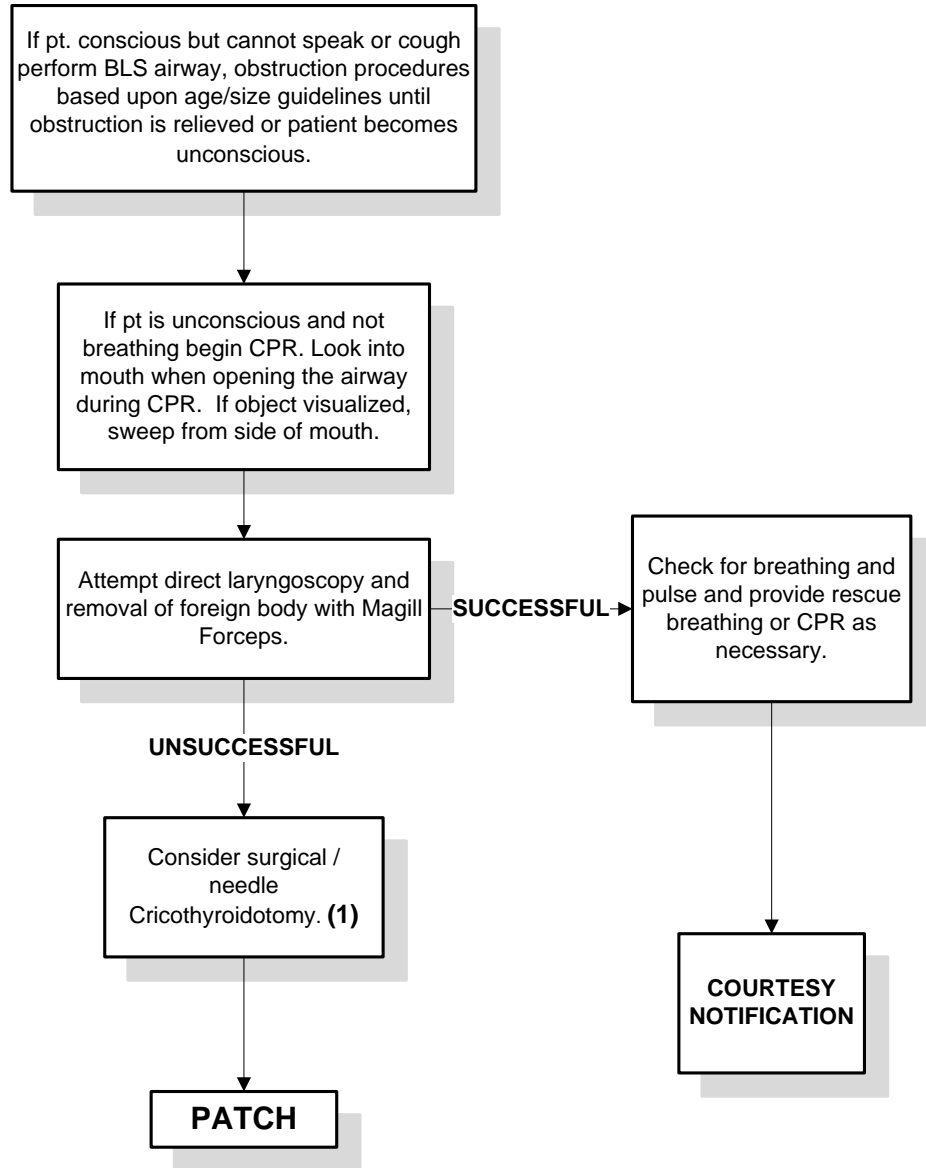 If pt. conscious but cannot speak or cough
perform BLS airway, obstruction procedures
based upon age/size guidelines until
obstruction is relieved or patient becomes
unconscious.
If pt is unconscious and not
breathing begin CPR. Look into
mouth when opening the airway
during CPR.  If object visualized,
sweep from side of mouth.
Attempt direct laryngoscopy and
removal of foreign body with Magill
Forceps.
SUCCESSFUL
Check for breathing and
pulse and provide rescue
breathing or CPR as
necessary.
UNSUCCESSFUL
Consider surgical /
needle
Cricothyroidotomy. (1)
COURTESY
NOTIFICATION
PATCH